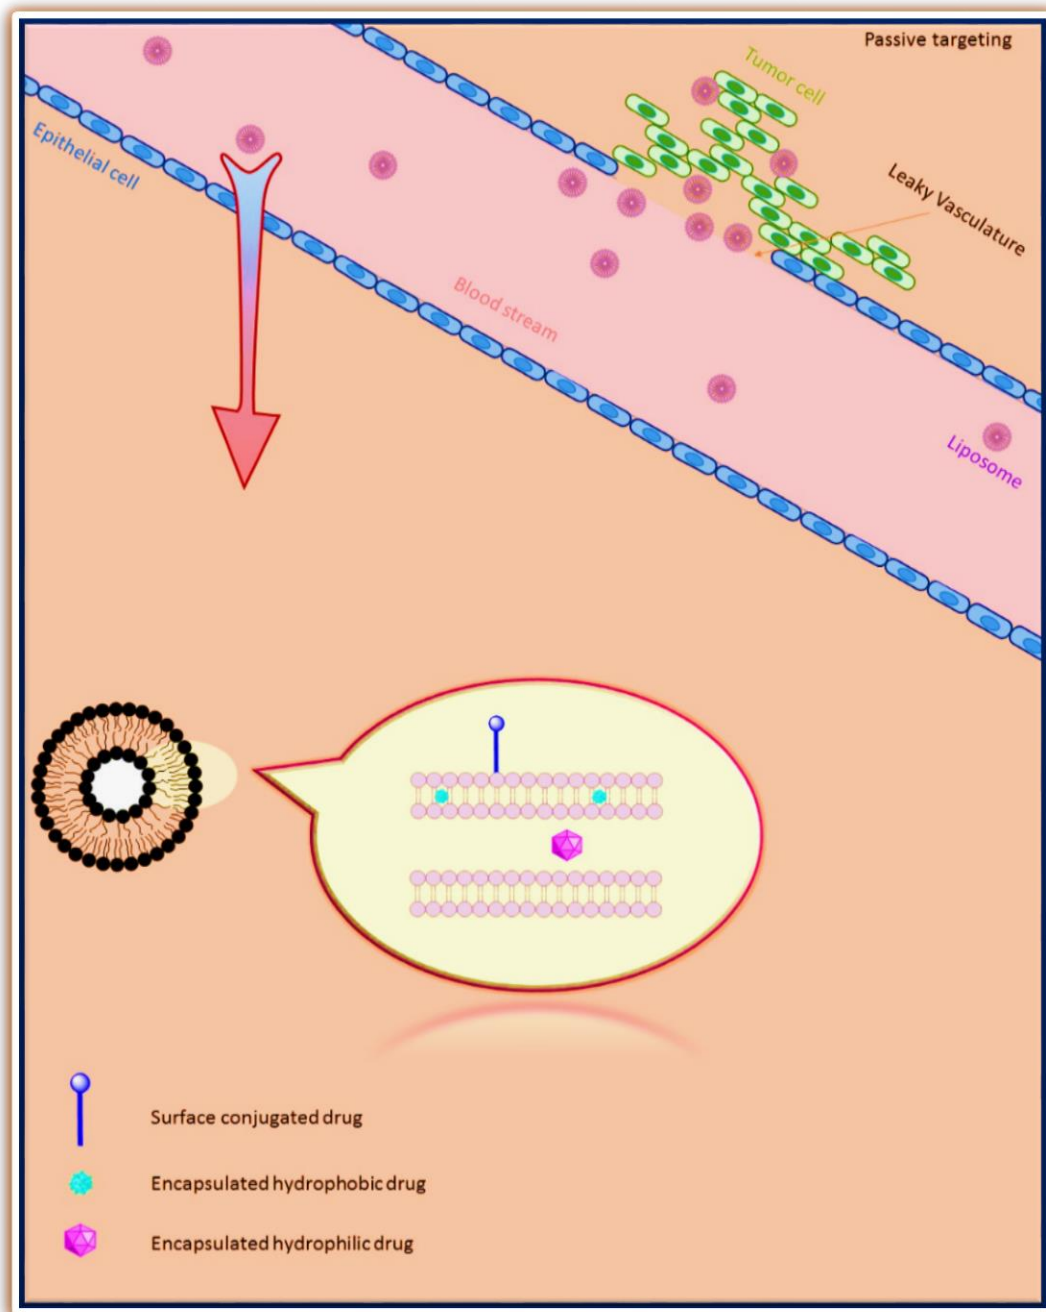 Passive targeting
Tumor cell
Epithelial cell
Leaky Vasculature
Blood stream
Liposome
Surface conjugated drug
Encapsulated hydrophobic drug
Encapsulated hydrophilic drug